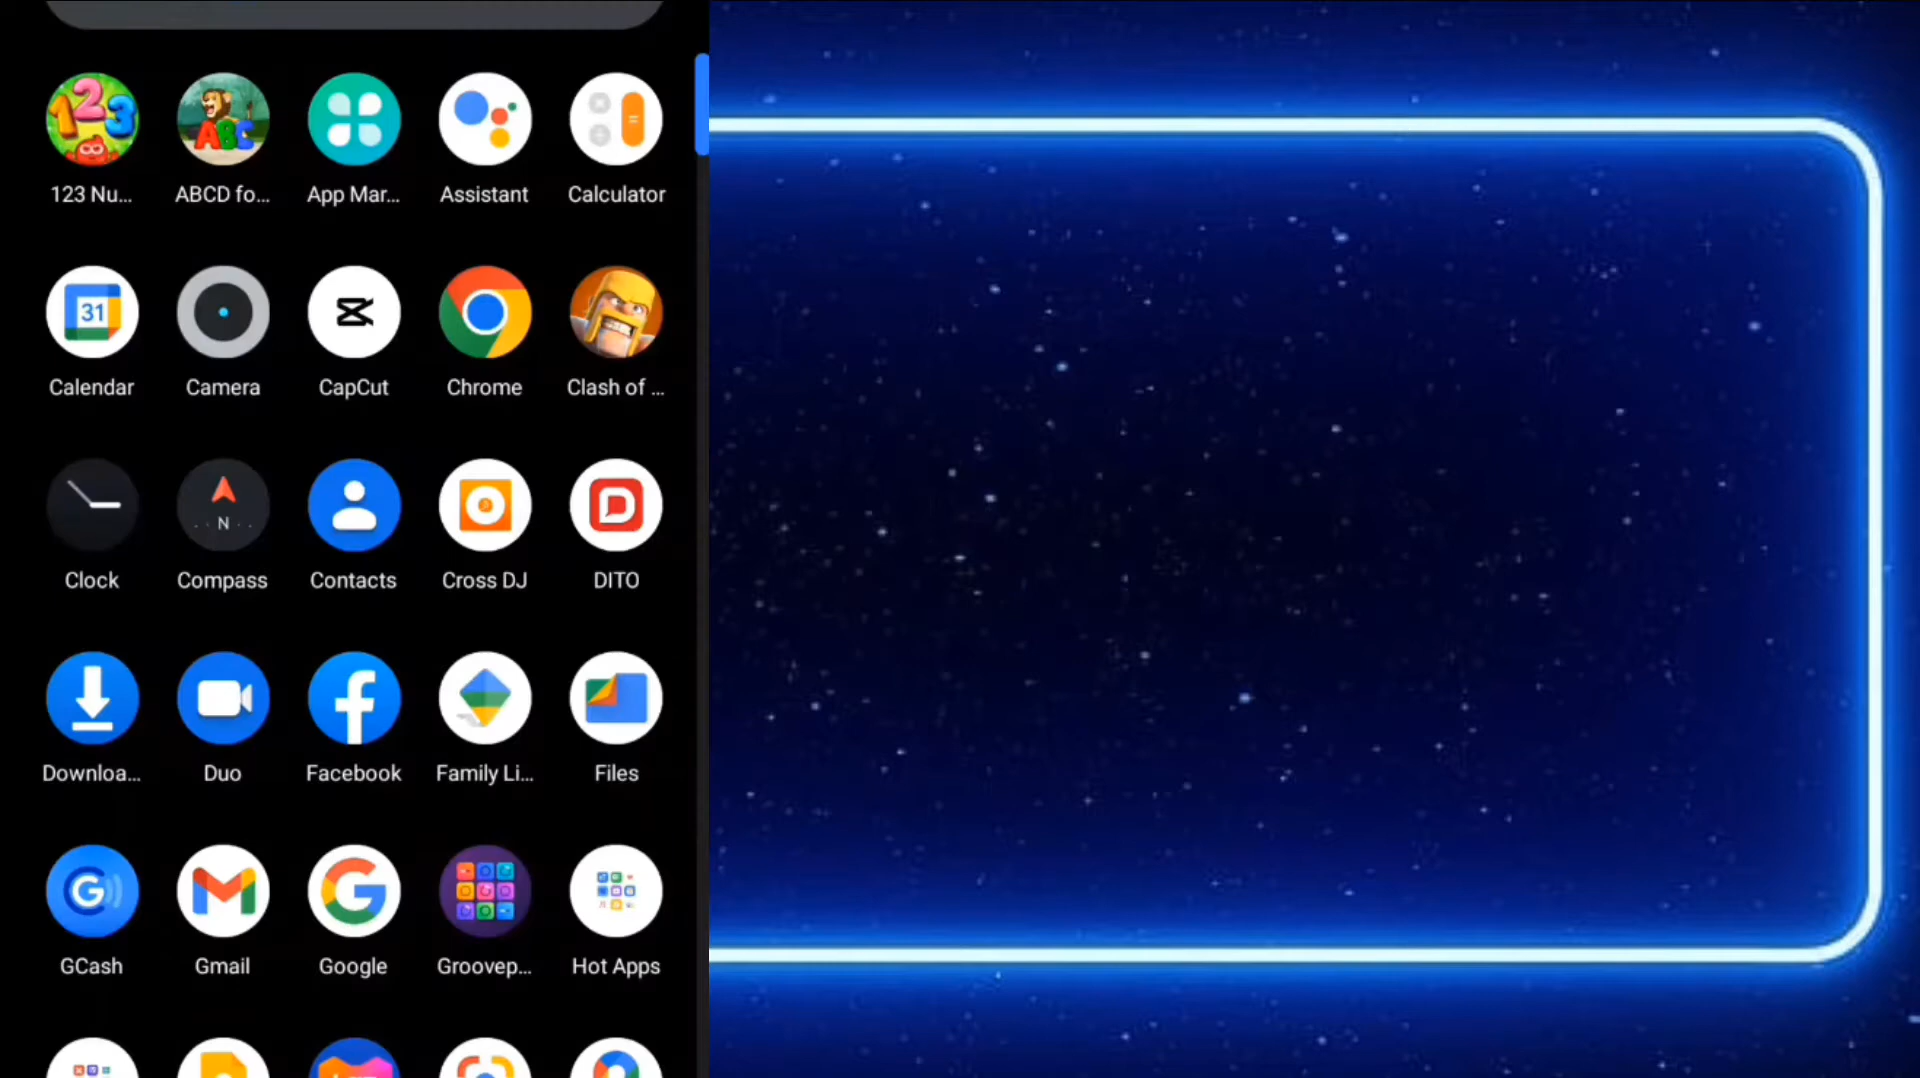 123 Nu... ABCD fo... App Mar... Assistant Calculator
31
Calendar Camera CapCut Chrome Clash of ...
N
Clock Compass Contacts Cross DJ DITO
Downloa... Duo Facebook Family Li... Files
GCash Gmail Google Groovep... Hot Apps